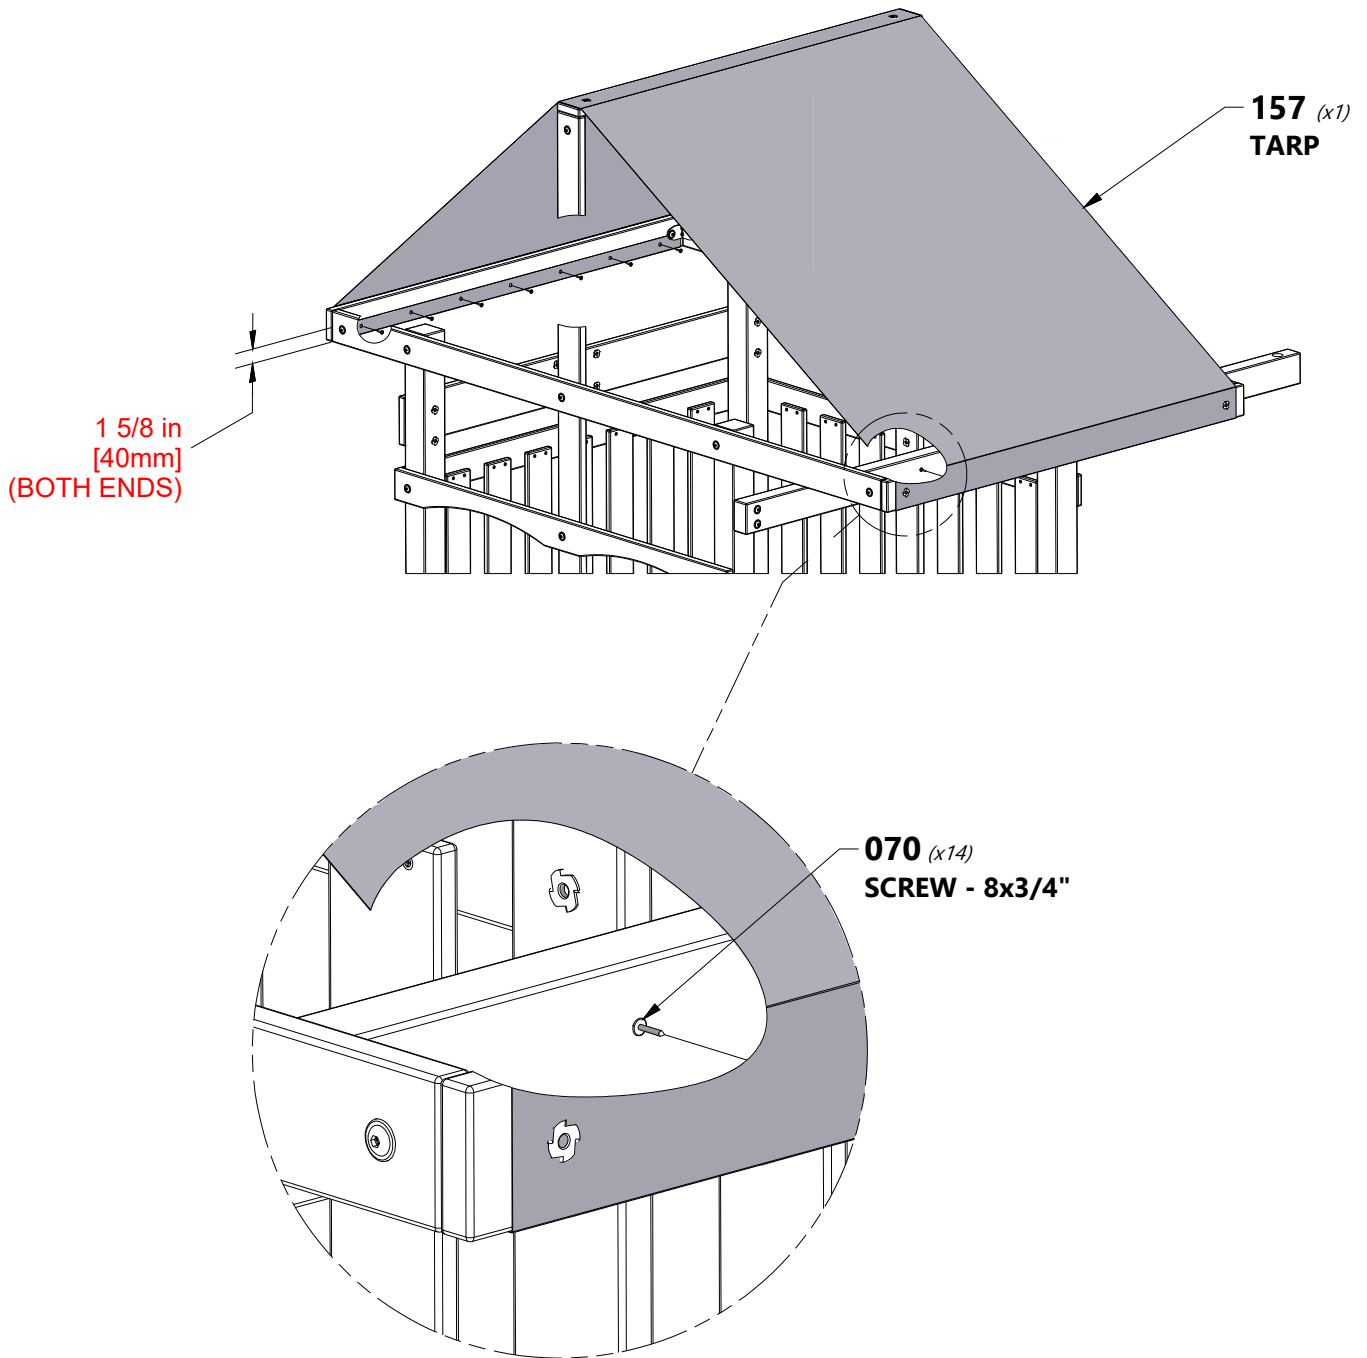 157 (x1)
TARP
1 5/8 in
[40mm]
(BOTH ENDS)
070 (x14)
SCREW - 8x3/4"